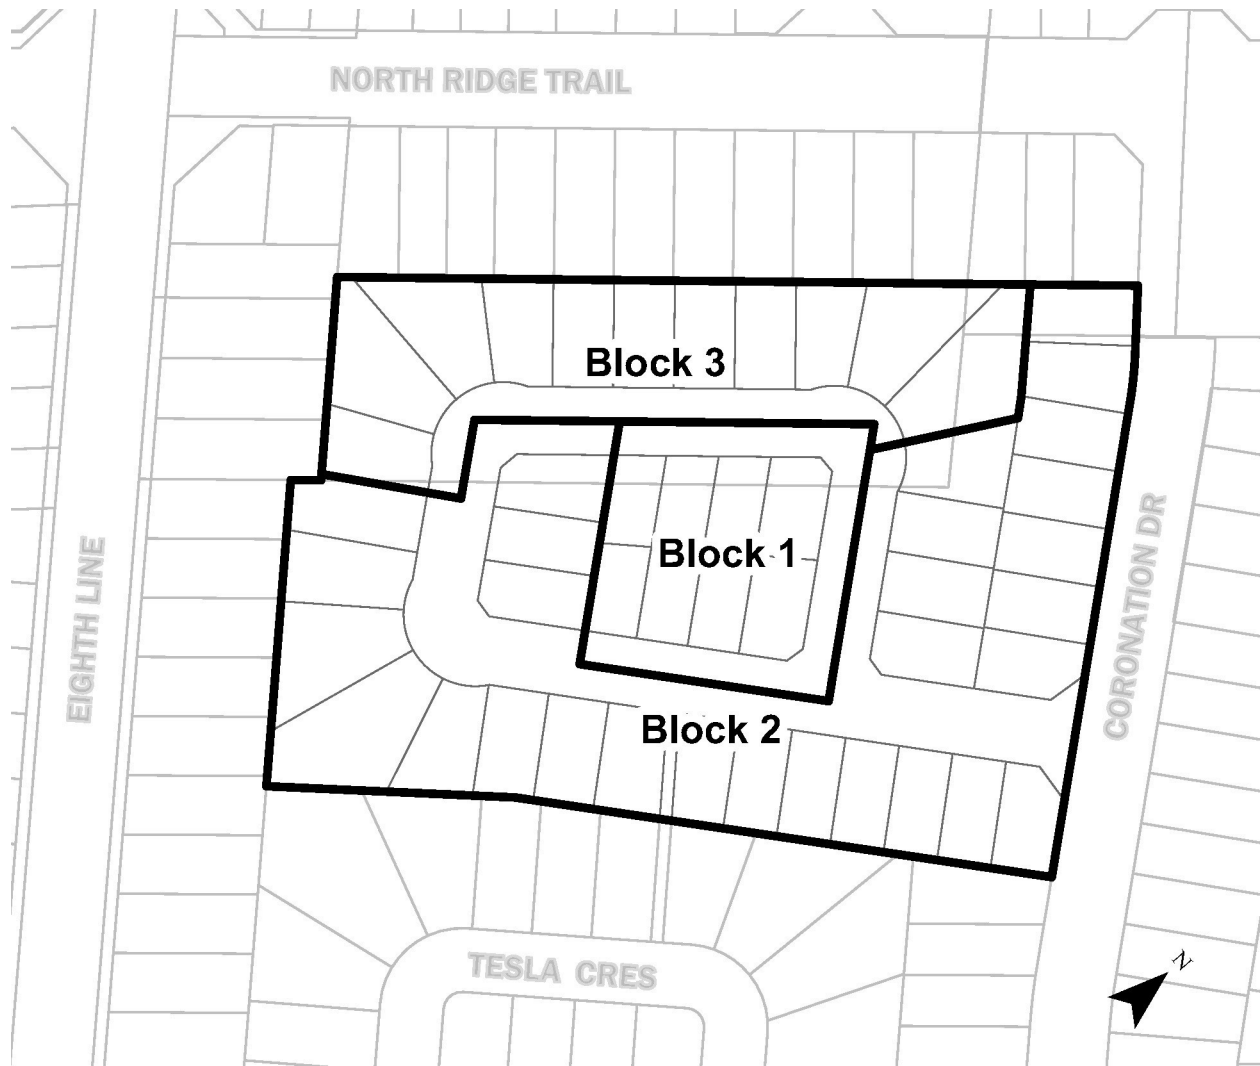 NORTH RIDGE TRAIL
Block 3
Block 1
EIGHTH LINE
CORONATION DR
Block 2
TESLA CRES
N